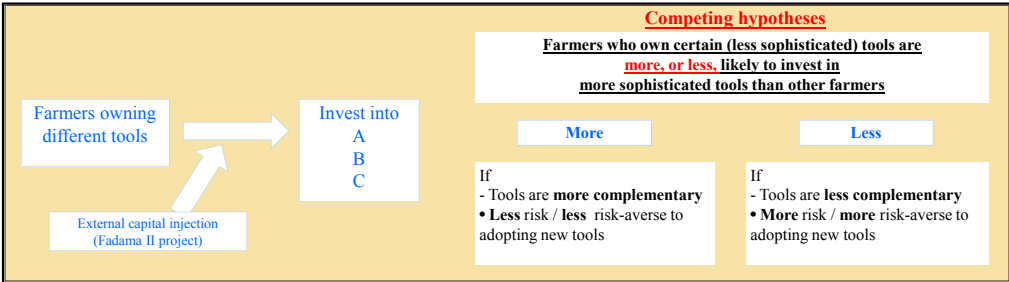 Competing hypotheses
Farmers who own certain (less sophisticated) tools are
more, or less, likely to invest in
more sophisticated tools than other farmers
Farmers owning
different tools
Invest into
A
B
C
External capital injection
(Fadama II project)
More
Less
If
- Tools are more complementary
• Less risk / less risk-averse to
adopting new tools
If
- Tools are less complementary
• More risk / more risk-averse to
adopting new tools